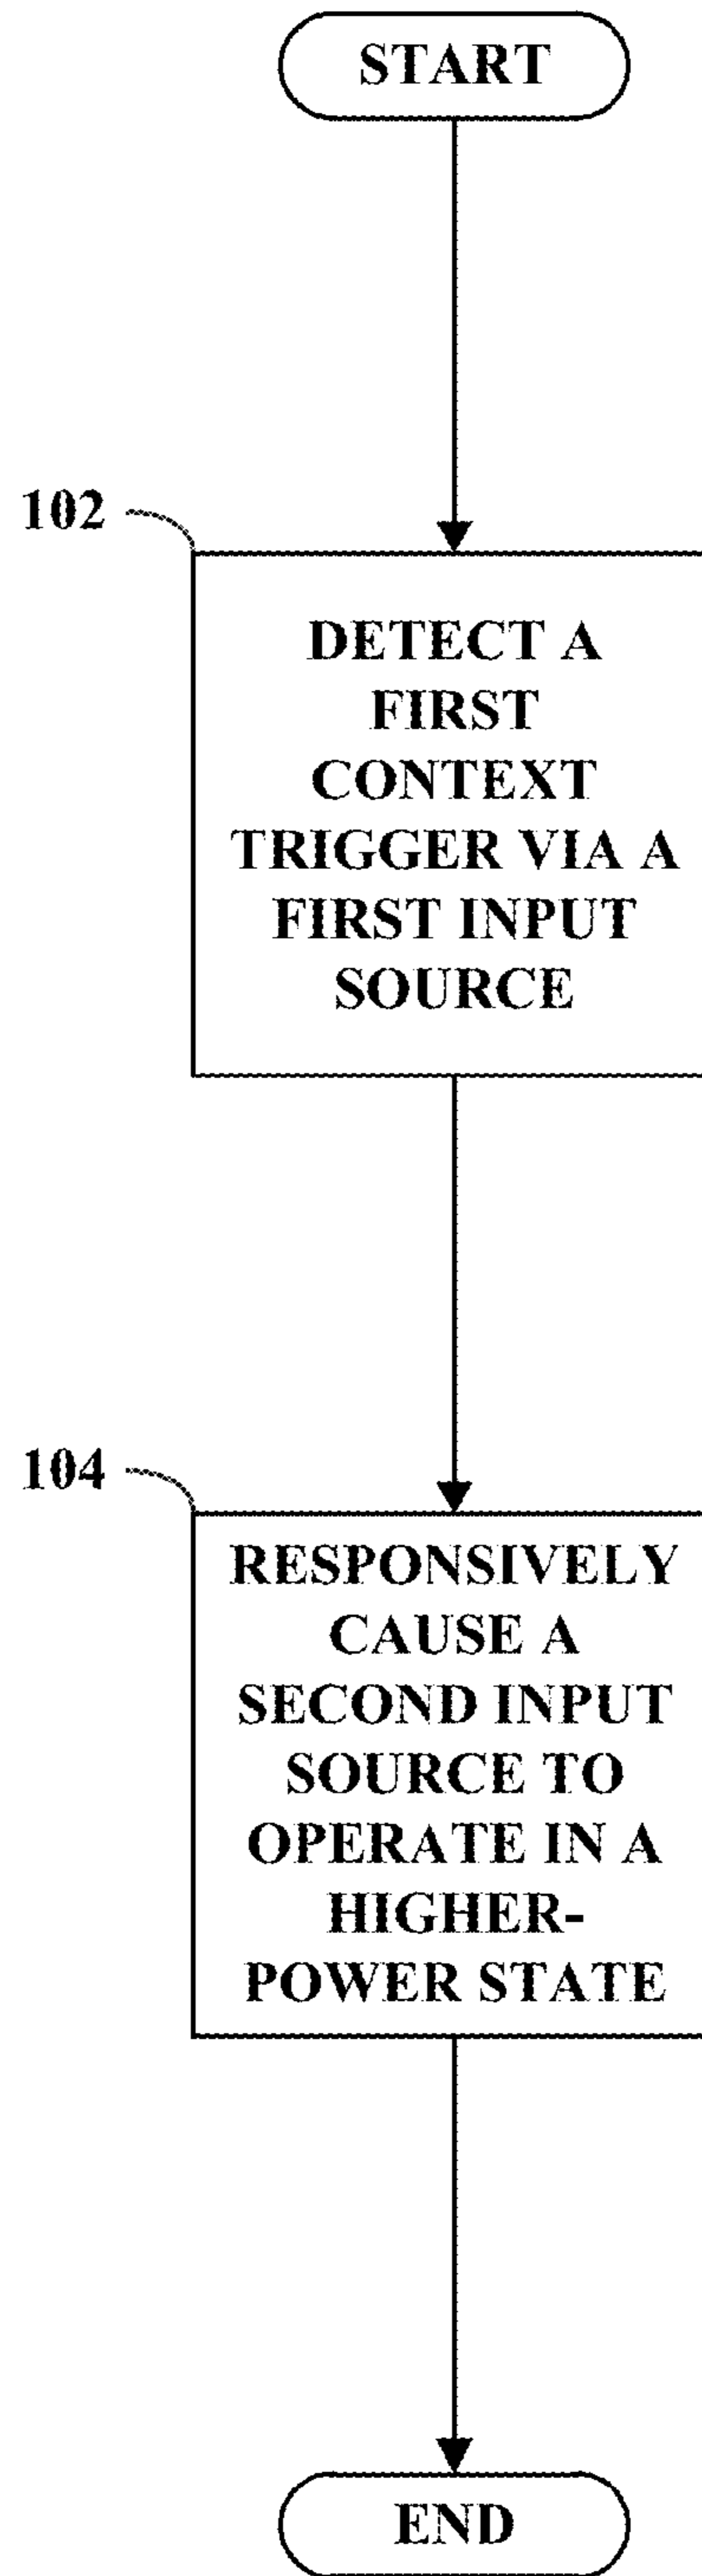 START
102
DETECT A
FIRST
CONTEXT
TRIGGER VIA A
FIRST INPUT
SOURCE
104
RESPONSIVELY
CAUSE A
SECOND INPUT
SOURCE TO
OPERATE IN A
HIGHER-
POWER STATE
END